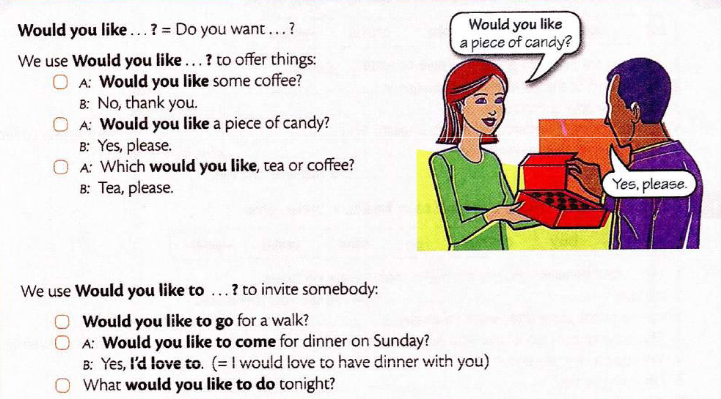 Would you like ... ? = Do you want ... ?
We use Would you like ... ? to offer things:
A: Would you like some coffee?
B: No, thank you.
A: Would you like a piece of candy?
B: Yes, please.
A: Which would you like, tea or coffee?
B: Tea, please.
Would you like
a piece of candy?
Yes, please.
We use Would you like to ... ? to invite somebody:
Would you like to go for a walk?
A: Would you like to come for dinner on Sunday?
B: Yes, I'd love to. (= I would love to have dinner with you)
What would you like to do tonight?